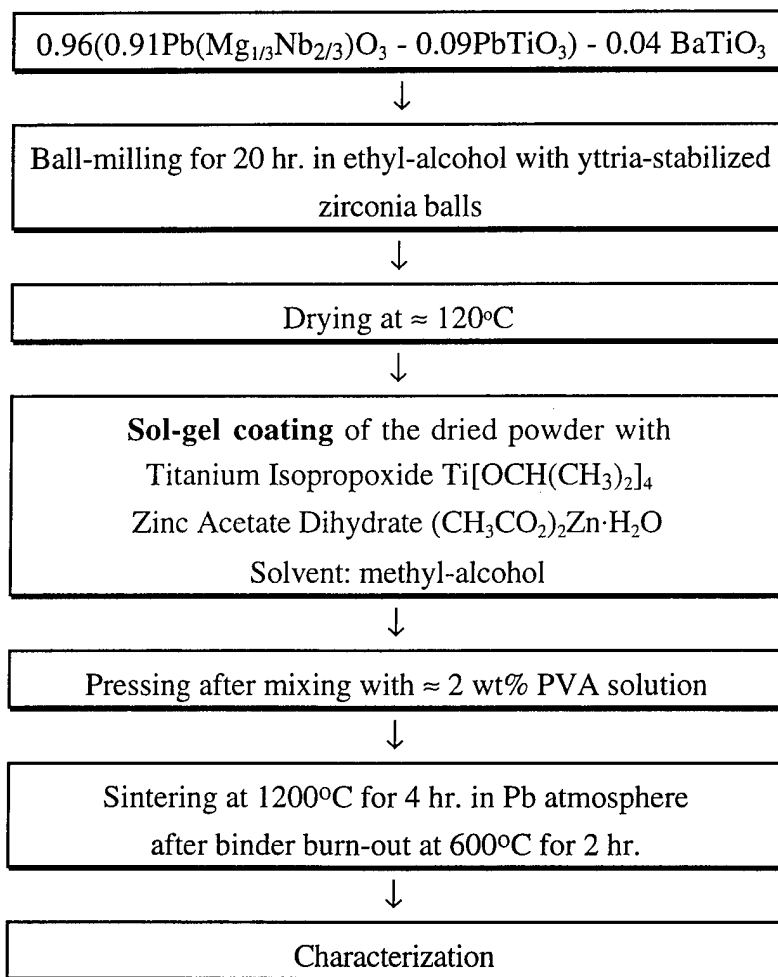 0.96(0.91Pb(Mg₁/₃Nb₂/₃)O₃ - 0.09PbTiO₃) - 0.04 BaTiO₃
↓
Ball-milling for 20 hr. in ethyl-alcohol with yttria-stabilized
zirconia balls
↓
Drying at ≈ 120°C
↓
Sol-gel coating of the dried powder with
Titanium Isopropoxide Ti[OCH(CH₃)₂]₄
Zinc Acetate Dihydrate (CH₃CO₂)₂Zn·H₂O
Solvent: methyl-alcohol
↓
Pressing after mixing with ≈ 2 wt% PVA solution
↓
Sintering at 1200°C for 4 hr. in Pb atmosphere
after binder burn-out at 600°C for 2 hr.
↓
Characterization